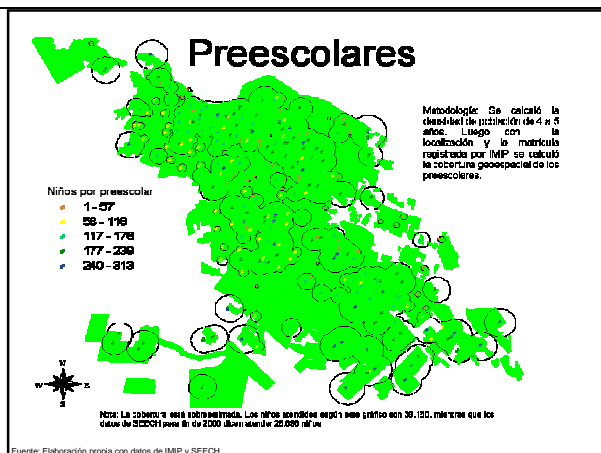 Preescolares
Metodología: Se calculó la
densidad de población de 4 a 5
años. Luego con la
localización y la matrícula
registrada por IMIP se calculó
la cobertura geoespacial de los
preescolares.
Niños por preescolar
1 - 57
58 - 116
117 - 176
177 - 239
240 - 313
N
W
E
S
Nota: La cobertura está sobreestimada. Los niños atendidos según este gráfico son 39,130, mientras que los
datos de SEECH para fin de 2000 dicen atender 26,080 niños
Fuente: Elaboración propia con datos de IMIP y SEECH